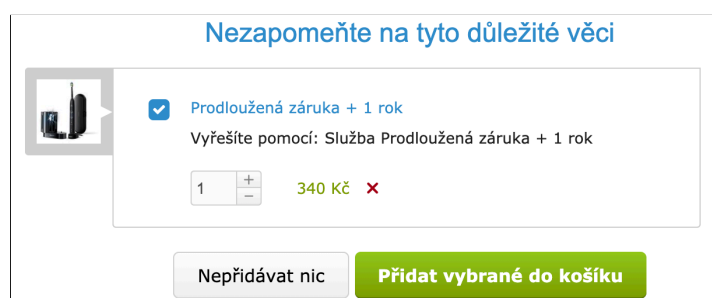 Nezapomeňte na tyto důležité věci
Prodloužená záruka + 1 rok
Vyřešíte pomocí: Služba Prodloužená záruka + 1 rok
1
340 Kč
Nepřidávat nic
Přidat vybrané do košíku